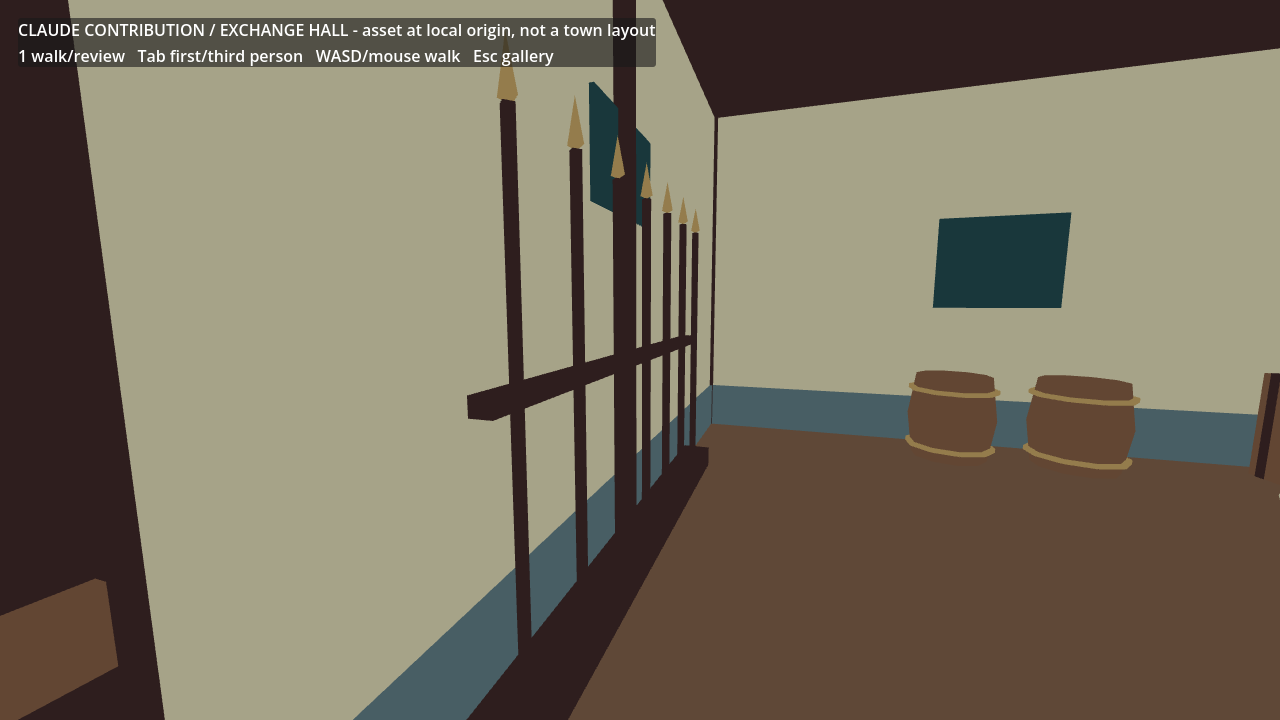 CLAUDE CONTRIBUTION / EXCHANGE HALL - asset at local origin, not a town layout
1 walk/review   Tab first/third person   WASD/mouse walk   Esc gallery